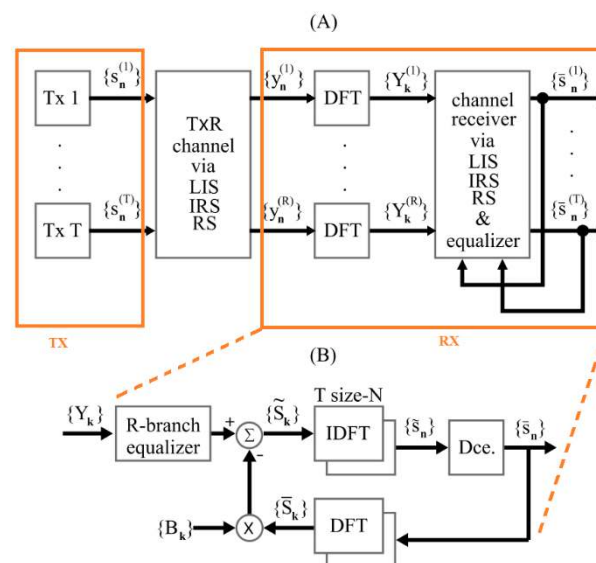 (A)
{s_n^(1)} {y_n^(1)} {Y_k^(1)} {s̄_n^(1)}
Tx 1 DFT
TxR
channel
via
LIS
IRS
RS
channel
receiver
via
LIS
IRS
RS
&
equalizer
{s_n^(T)} {y_n^(R)} {Y_k^(R)} {s̄_n^(T)}
Tx T DFT
TX RX
(B)
{Y_k}
R-branch
equalizer
+
Σ
−
{S̃_k}
T size-N
IDFT
{s̃_n}
Dce.
{s̄_n}
{B_k}
X
{S̄_k}
DFT